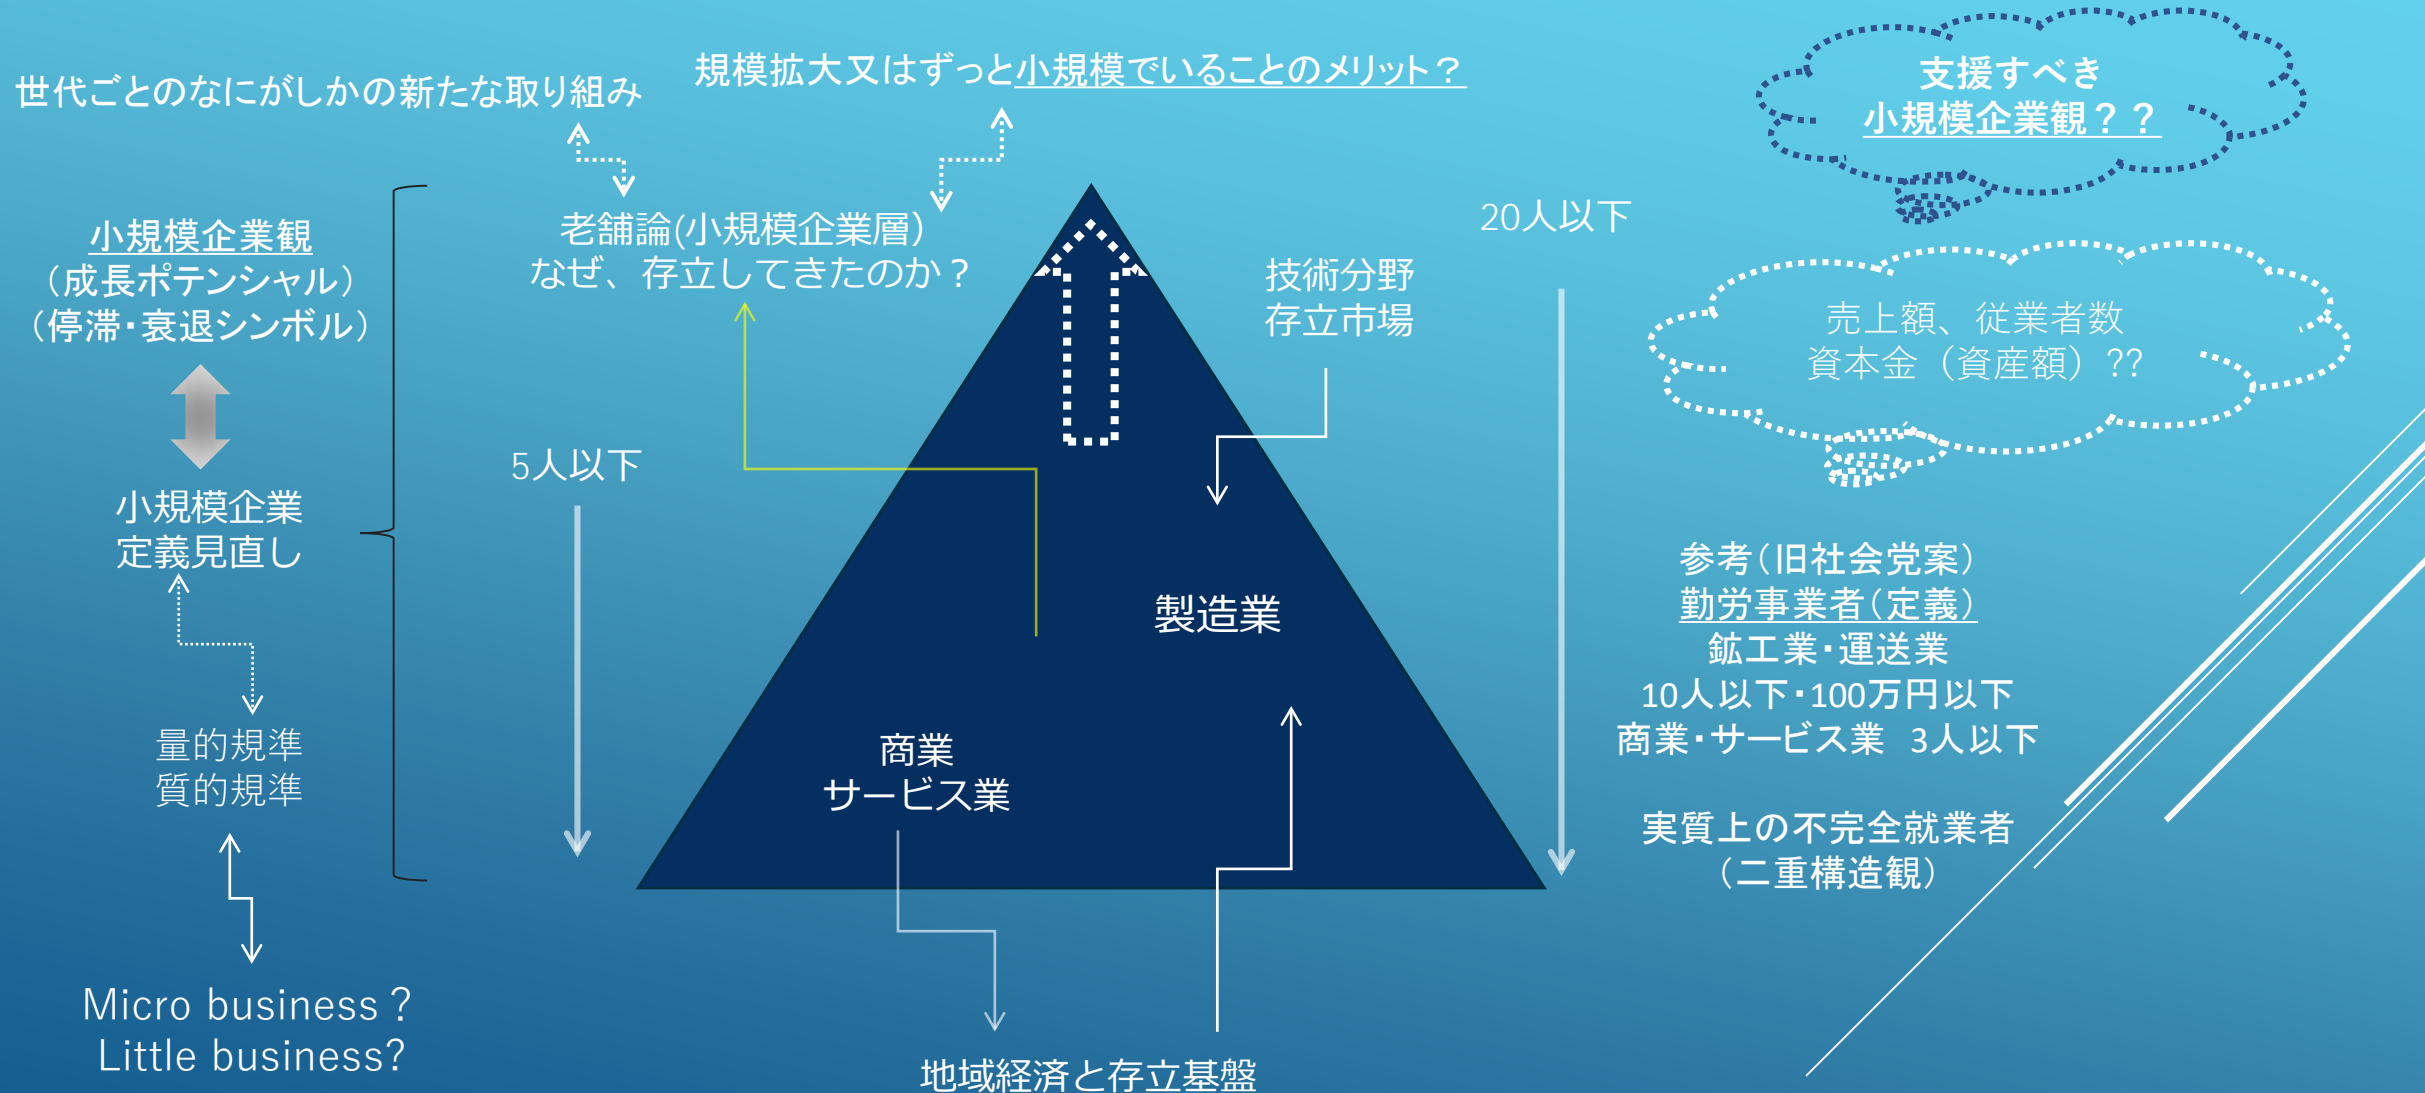 世代ごとのなにがしかの新たな取り組み
規模拡大又はずっと小規模でいることのメリット？
支援すべき
小規模企業観？？
小規模企業観
（成長ポテンシャル）
（停滞・衰退シンボル）
老舗論(小規模企業層）
なぜ、存立してきたのか？
技術分野
存立市場
20人以下
売上額、従業者数
資本金（資産額）??
5人以下
小規模企業
定義見直し
製造業
参考（旧社会党案）
勤労事業者（定義）
鉱工業・運送業
10人以下・100万円以下
商業・サービス業　3人以下
量的規準
質的規準
商業
サービス業
実質上の不完全就業者
（二重構造観）
Micro business？
Little business?
地域経済と存立基盤